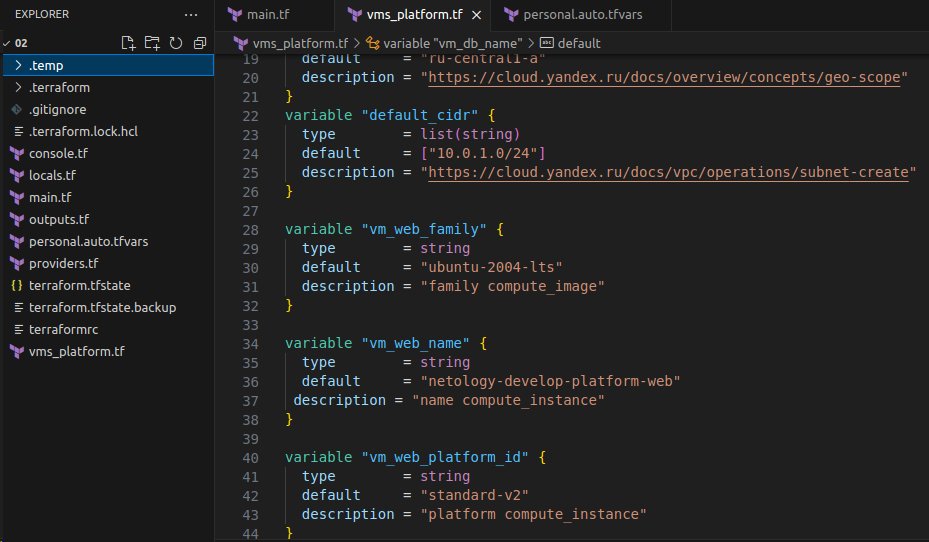 EXPLORER ...
main.tf
vms_platform.tf ×
personal.auto.tfvars
02
vms_platform.tf > variable "vm_db_name" > default
.temp
.terraform
.gitignore
.terraform.lock.hcl
console.tf
locals.tf
main.tf
outputs.tf
personal.auto.tfvars
providers.tf
{} terraform.tfstate
terraform.tfstate.backup
terraformrc
vms_platform.tf
19 default = "ru-central1-a"
20 description = "https://cloud.yandex.ru/docs/overview/concepts/geo-scope"
21 }
22 variable "default_cidr" {
23 type = list(string)
24 default = ["10.0.1.0/24"]
25 description = "https://cloud.yandex.ru/docs/vpc/operations/subnet-create"
26 }
27
28 variable "vm_web_family" {
29 type = string
30 default = "ubuntu-2004-lts"
31 description = "family compute_image"
32 }
33
34 variable "vm_web_name" {
35 type = string
36 default = "netology-develop-platform-web"
37 description = "name compute_instance"
38 }
39
40 variable "vm_web_platform_id" {
41 type = string
42 default = "standard-v2"
43 description = "platform compute_instance"
44 }